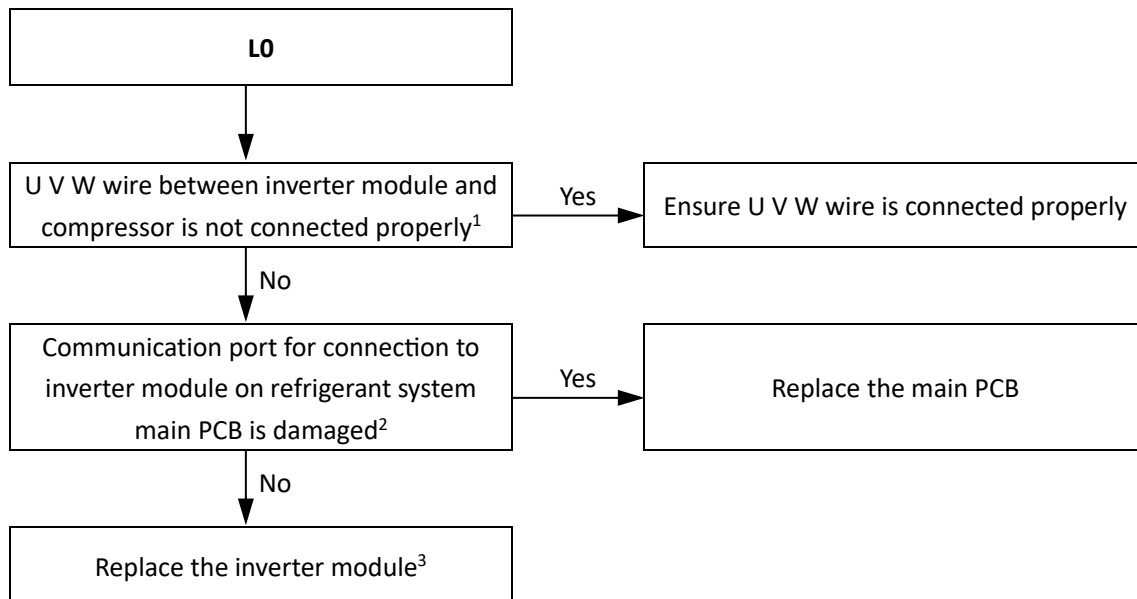 L0
U V W wire between inverter module and
compressor is not connected properly¹
Yes
Ensure U V W wire is connected properly
No
Communication port for connection to
inverter module on refrigerant system
main PCB is damaged²
Yes
Replace the main PCB
No
Replace the inverter module³